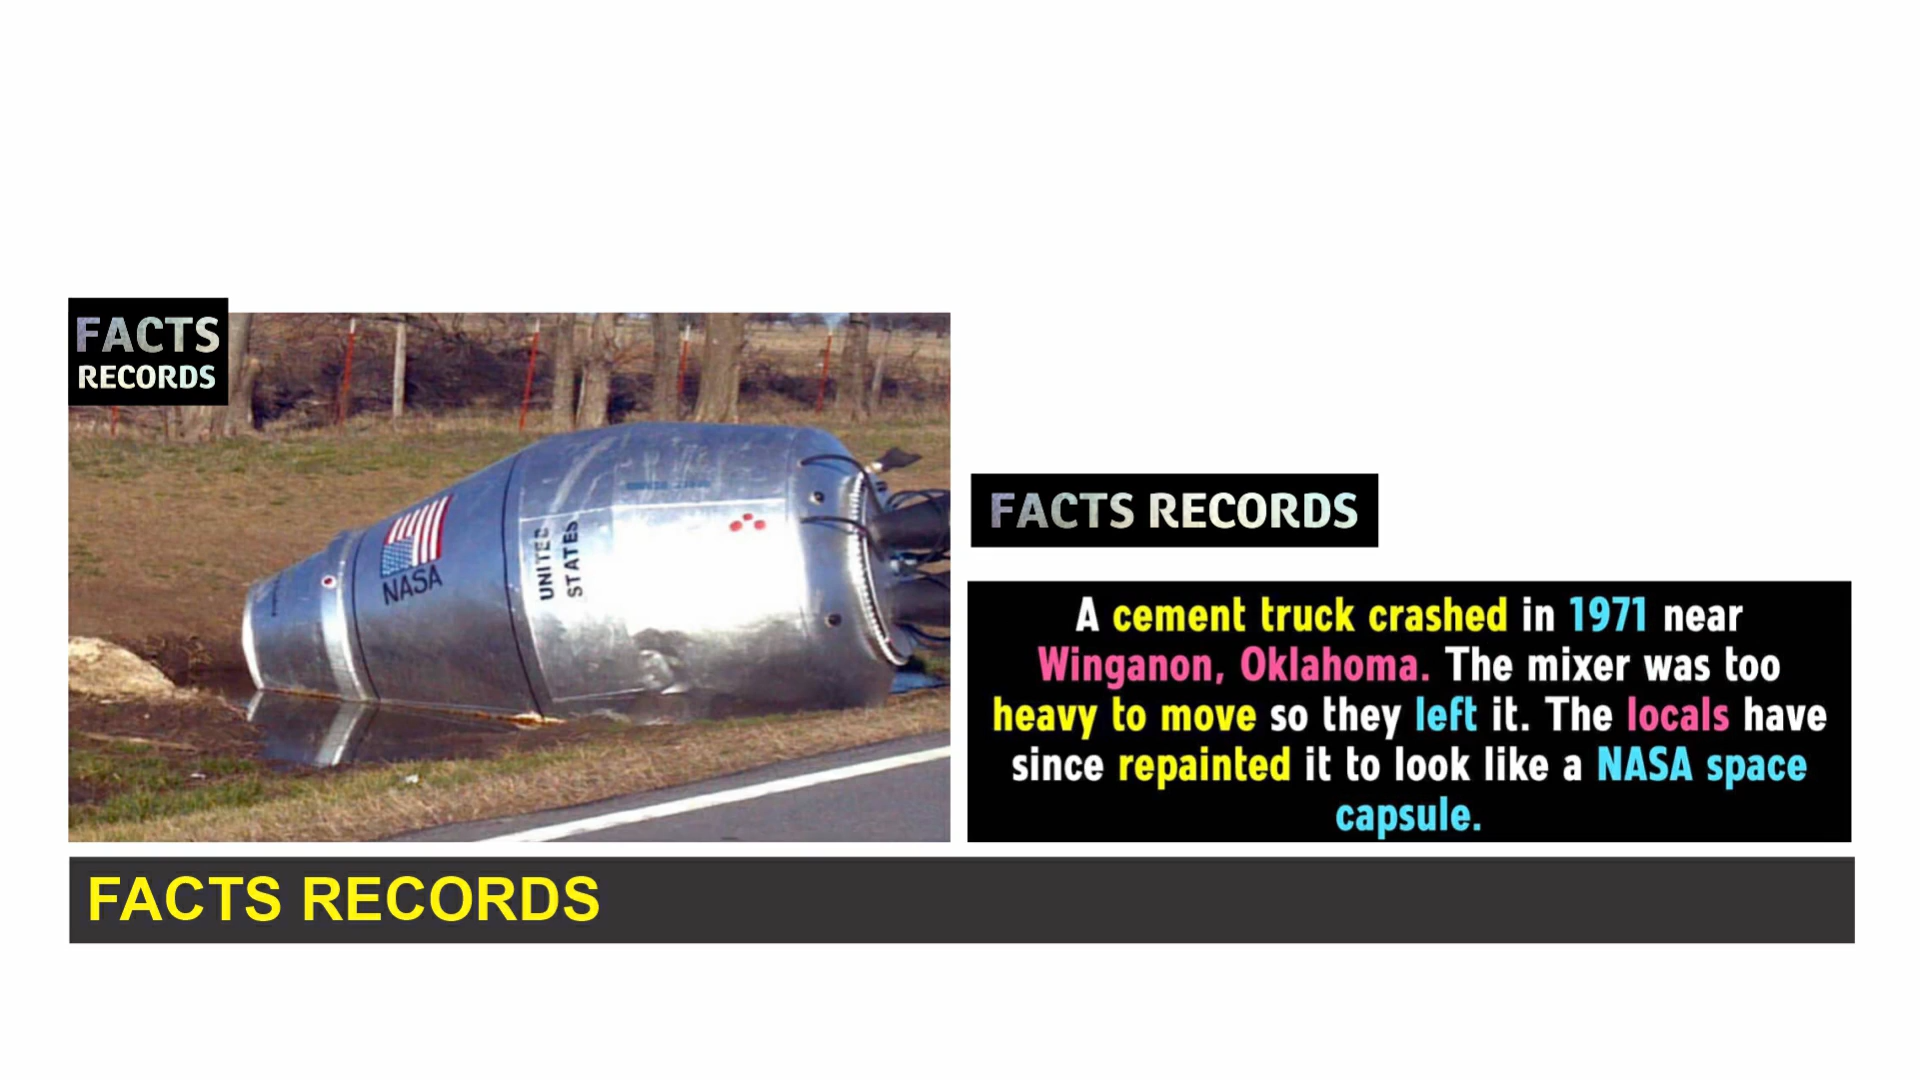 FACTS
RECORDS
NASA
UNITED
STATES
FACTS RECORDS
A cement truck crashed in 1971 near
Winganon, Oklahoma. The mixer was too
heavy to move so they left it. The locals have
since repainted it to look like a NASA space
capsule.
FACTS RECORDS